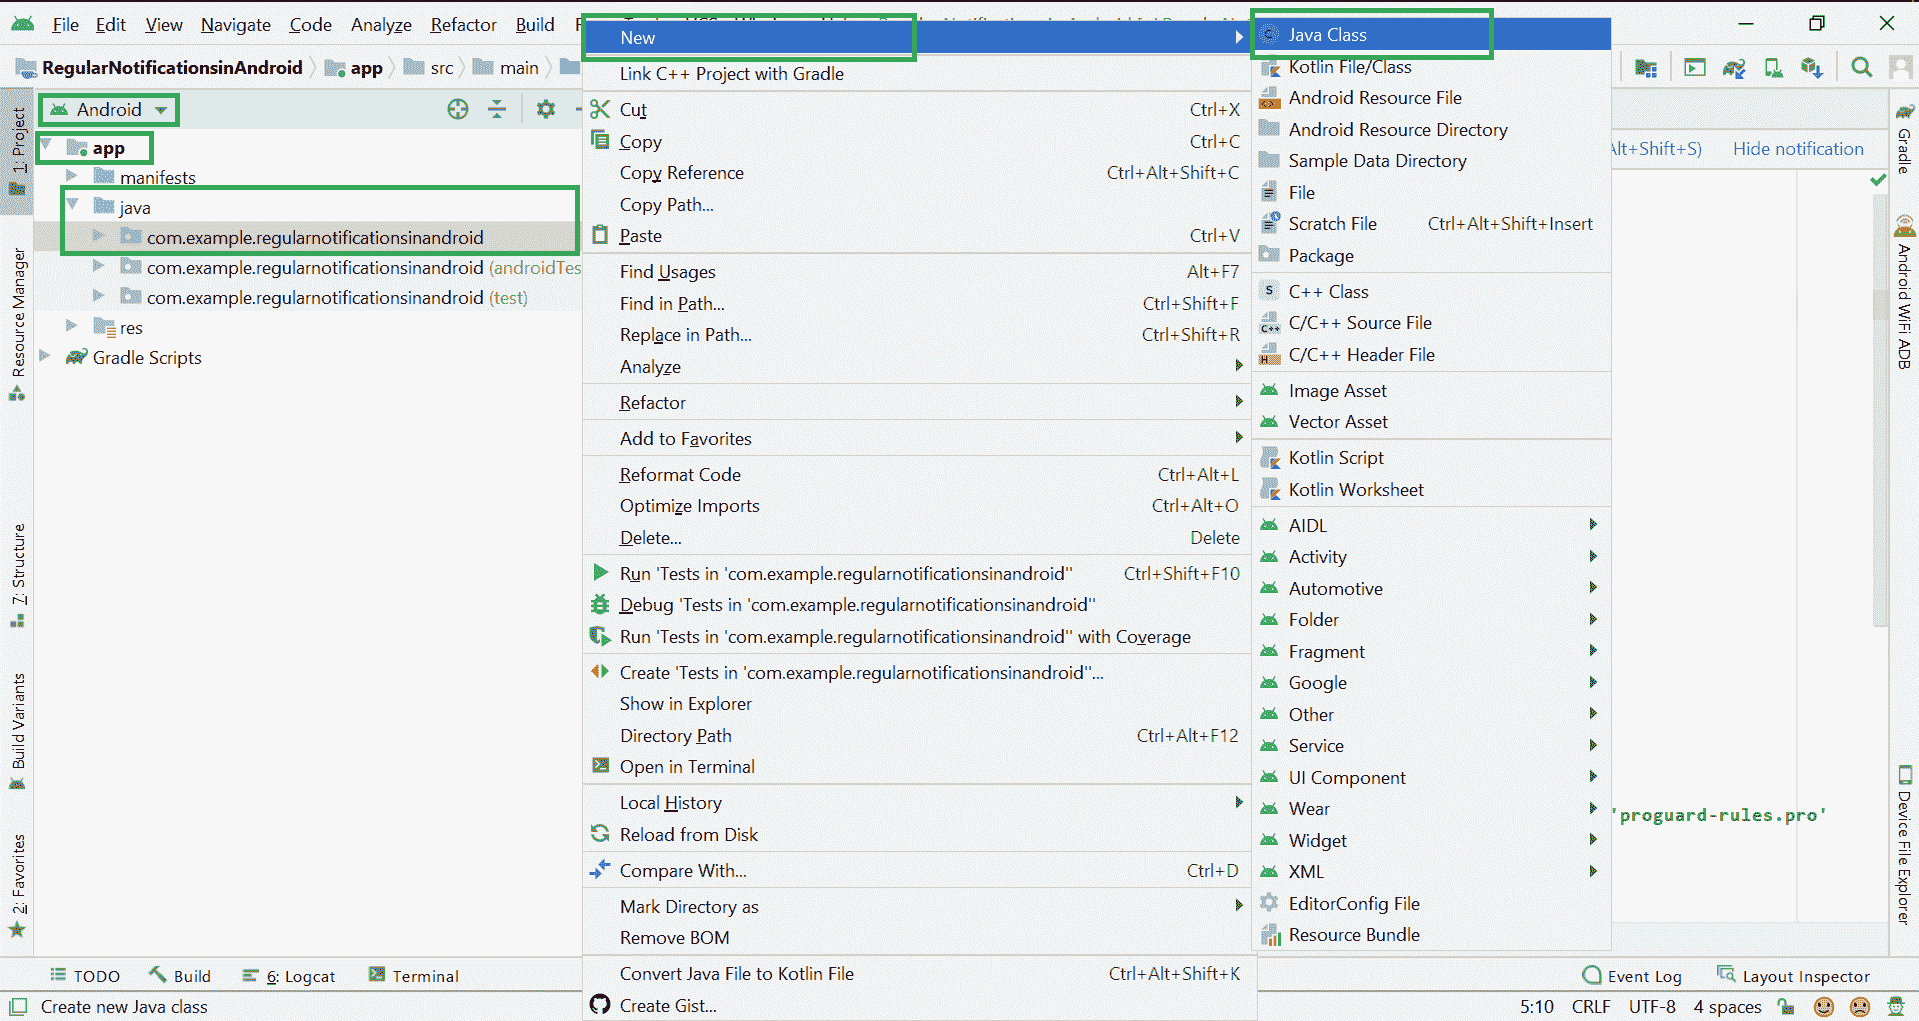 File Edit View Navigate Code Analyze Refactor Build
RegularNotificationsinAndroid app src main
Android
1: Project
Resource Manager
7: Structure
Build Variants
2: Favorites
app
manifests
java
com.example.regularnotificationsinandroid
com.example.regularnotificationsinandroid (androidTes
com.example.regularnotificationsinandroid (test)
res
Gradle Scripts
New
Link C++ Project with Gradle
Cut Ctrl+X
Copy Ctrl+C
Copy Reference Ctrl+Alt+Shift+C
Copy Path...
Paste Ctrl+V
Find Usages Alt+F7
Find in Path... Ctrl+Shift+F
Replace in Path... Ctrl+Shift+R
Analyze
Refactor
Add to Favorites
Reformat Code Ctrl+Alt+L
Optimize Imports Ctrl+Alt+O
Delete... Delete
Run 'Tests in 'com.example.regularnotificationsinandroid'' Ctrl+Shift+F10
Debug 'Tests in 'com.example.regularnotificationsinandroid''
Run 'Tests in 'com.example.regularnotificationsinandroid'' with Coverage
Create 'Tests in 'com.example.regularnotificationsinandroid''...
Show in Explorer
Directory Path Ctrl+Alt+F12
Open in Terminal
Local History
Reload from Disk
Compare With... Ctrl+D
Mark Directory as
Remove BOM
Convert Java File to Kotlin File Ctrl+Alt+Shift+K
Create Gist...
Java Class
Kotlin File/Class
Android Resource File
Android Resource Directory
Sample Data Directory
File
Scratch File Ctrl+Alt+Shift+Insert
Package
C++ Class
C/C++ Source File
C/C++ Header File
Image Asset
Vector Asset
Kotlin Script
Kotlin Worksheet
AIDL
Activity
Automotive
Folder
Fragment
Google
Other
Service
UI Component
Wear
Widget
XML
EditorConfig File
Resource Bundle
Alt+Shift+S) Hide notification
'proguard-rules.pro'
Gradle
Android WiFi ADB
Device File Explorer
TODO Build 6: Logcat Terminal Event Log Layout Inspector
Create new Java class 5:10 CRLF UTF-8 4 spaces